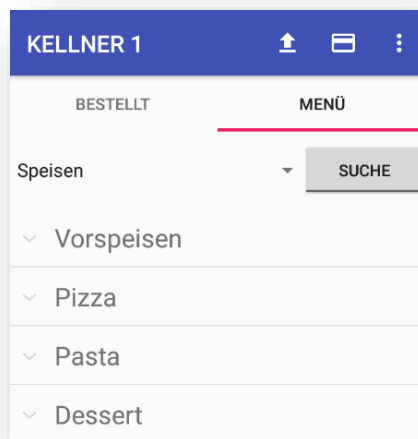 KELLNER 1
BESTELLT MENÜ
Speisen SUCHE
Vorspeisen
Pizza
Pasta
Dessert